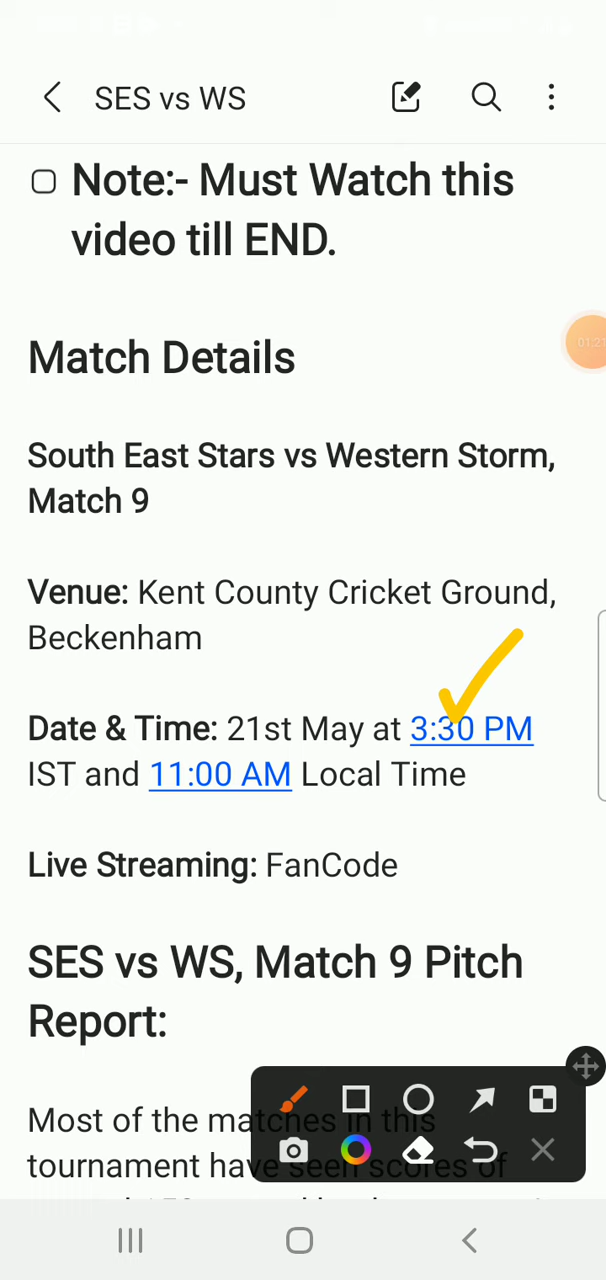 SES vs WS
Note:- Must Watch this
video till END.
Match Details
01:21
South East Stars vs Western Storm,
Match 9
Venue: Kent County Cricket Ground,
Beckenham
Date & Time: 21st May at 3:30 PM
IST and 11:00 AM Local Time
Live Streaming: FanCode
SES vs WS, Match 9 Pitch
Report:
Most of the matches in this
tournament have seen scores of